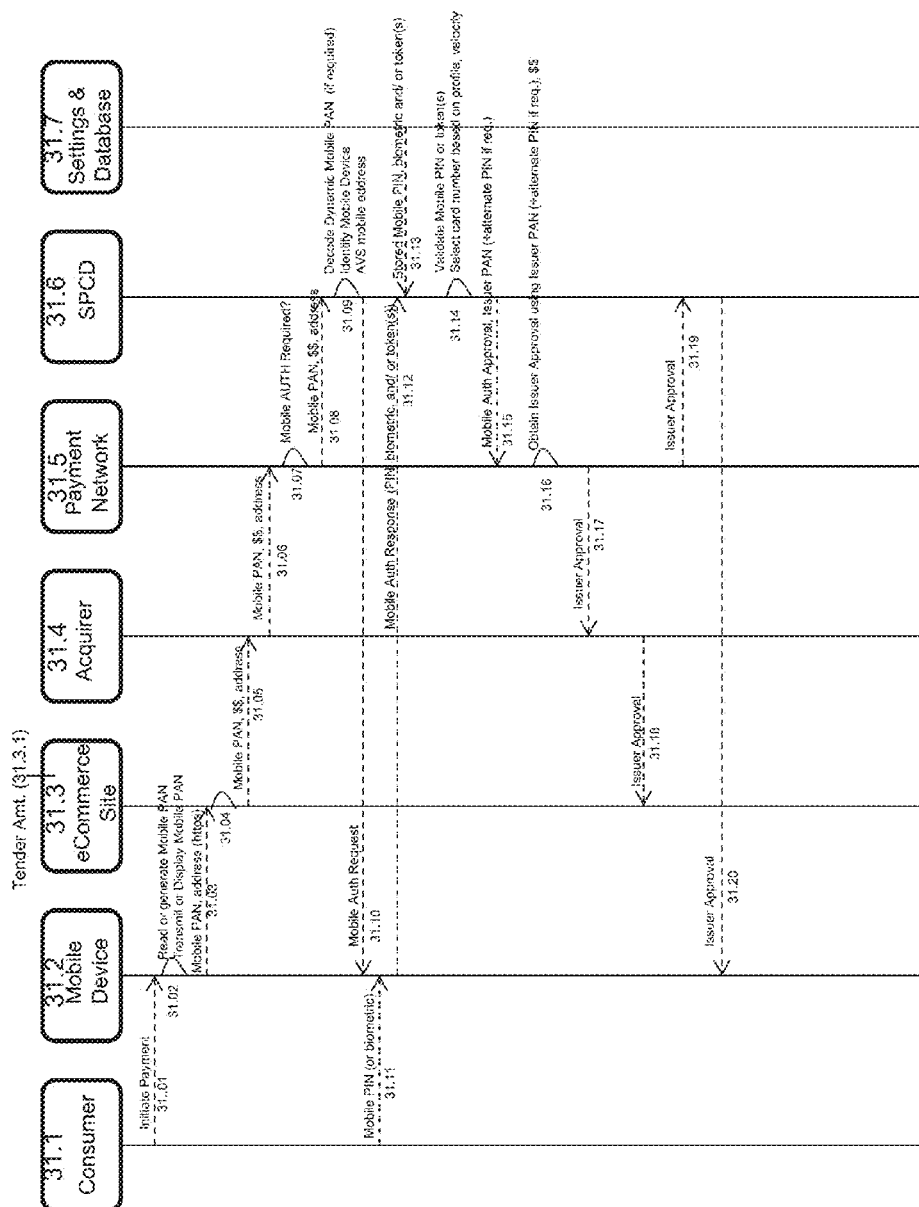 Tender Amt. (31.3.1)
31.1
Consumer
31.2
Mobile
Device
31.3
eCommerce
Site
31.4
Acquirer
31.5
Payment
Network
31.6
SPCD
31.7
Settings &
Database
Initiate Payment
31.01
Read or generate Mobile PAN
Transmit or Display Mobile PAN
31.02
Mobile PAN, address (https)
31.03
31.04
Mobile PAN, $$, address
31.05
Mobile PAN, $$, address
31.06
Mobile AUTH Required?
31.07
Mobile PAN, $$, address
31.08
Decode Dynamic Mobile PAN (if required)
Identify Mobile Device
AVS mobile address
31.09
Mobile Auth Request
31.10
Mobile PIN (or biometric)
31.11
Mobile Auth Response (PIN, biometric, and/ or token(s))
31.12
Stored Mobile PIN, biometric and/ or token(s)
31.13
Validate Mobile PIN or token(s)
Select card number based on profile, velocity
31.14
Mobile Auth Approval, Issuer PAN (+alternate PIN if req.)
31.15
Obtain Issuer Approval using Issuer PAN (+alternate PIN if req.), $$
31.16
Issuer Approval
31.17
Issuer Approval
31.18
Issuer Approval
31.19
Issuer Approval
31.20